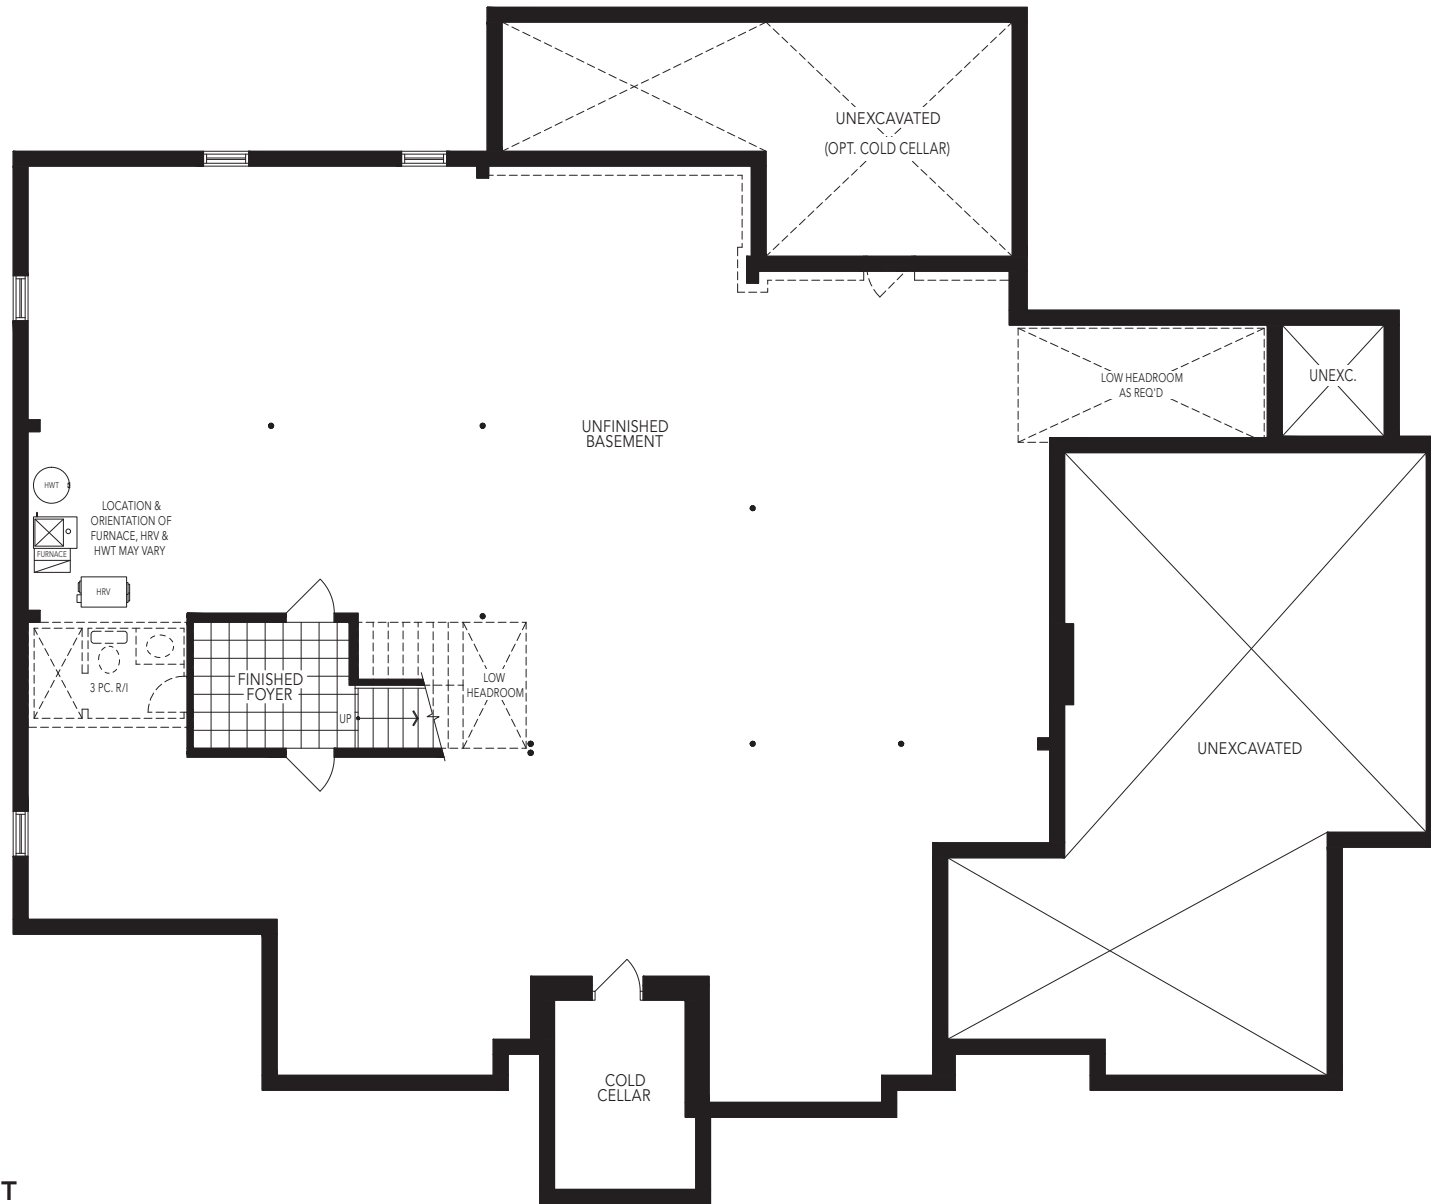 UNEXCAVATED
(OPT. COLD CELLAR)
LOW HEADROOM
AS REQ'D
UNEXC.
UNFINISHED
BASEMENT
HWT
LOCATION &
ORIENTATION OF
FURNACE, HRV &
HWT MAY VARY
FURNACE
HRV
3 PC. R/I
FINISHED
FOYER
LOW
HEADROOM
UP
UNEXCAVATED
COLD
CELLAR
T